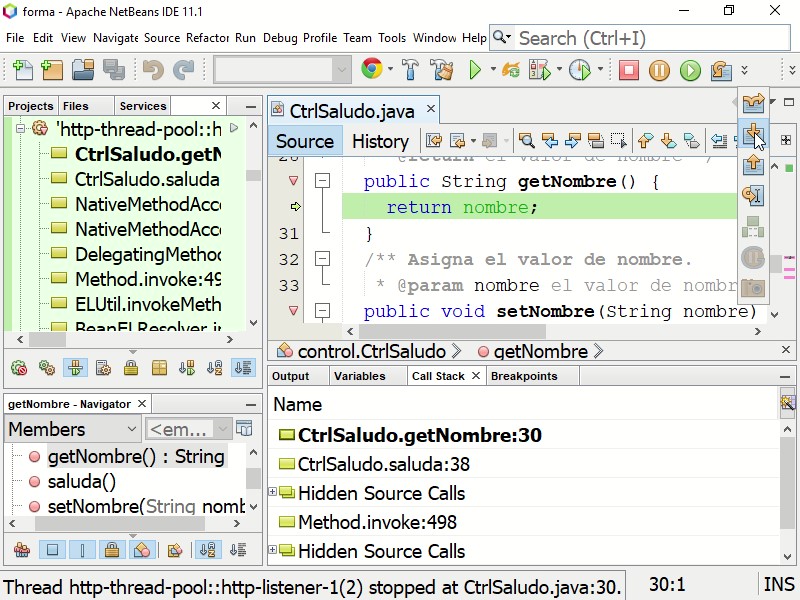 forma - Apache NetBeans IDE 11.1
File Edit View Navigate Source Refactor Run Debug Profile Team Tools Window Help Search (Ctrl+I)
Projects Files Services
'http-thread-pool::h
CtrlSaludo.getN
CtrlSaludo.saluda
NativeMethodAcce
NativeMethodAcce
DelegatingMethod
Method.invoke:49
ELUtil.invokeMeth
BeanELResolver.i
CtrlSaludo.java
Source History
@return el valor de nombre */
public String getNombre() {
return nombre;
31 }
32 /** Asigna el valor de nombre.
33 * @param nombre el valor de nombr
public void setNombre(String nombre)
control.CtrlSaludo getNombre
getNombre - Navigator
Members <em...
getNombre() : String
saluda()
setNombre(String nomb
Output Variables Call Stack Breakpoints
Name
CtrlSaludo.getNombre:30
CtrlSaludo.saluda:38
Hidden Source Calls
Method.invoke:498
Hidden Source Calls
Thread http-thread-pool::http-listener-1(2) stopped at CtrlSaludo.java:30. 30:1 INS